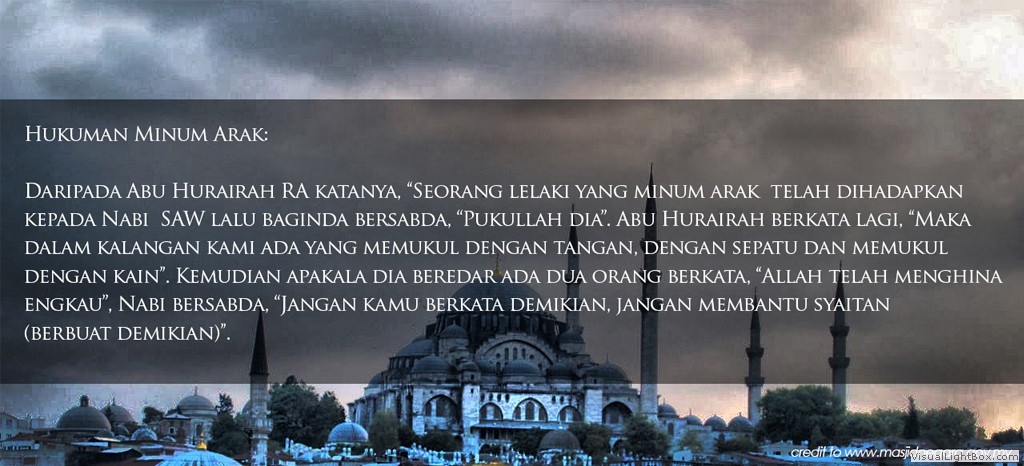 Hukuman Minum Arak:
Daripada Abu Hurairah RA katanya, “Seorang lelaki yang minum arak telah dihadapkan
kepada Nabi SAW lalu baginda bersabda, “Pukullah dia”. Abu Hurairah berkata lagi, “Maka
dalam kalangan kami ada yang memukul dengan tangan, dengan sepatu dan memukul
dengan kain”. Kemudian apakala dia beredar ada dua orang berkata, “Allah telah menghina
engkau”, Nabi bersabda, “Jangan kamu berkata demikian, jangan membantu syaitan
(berbuat demikian)”.
credit to
VisualLightBox.com